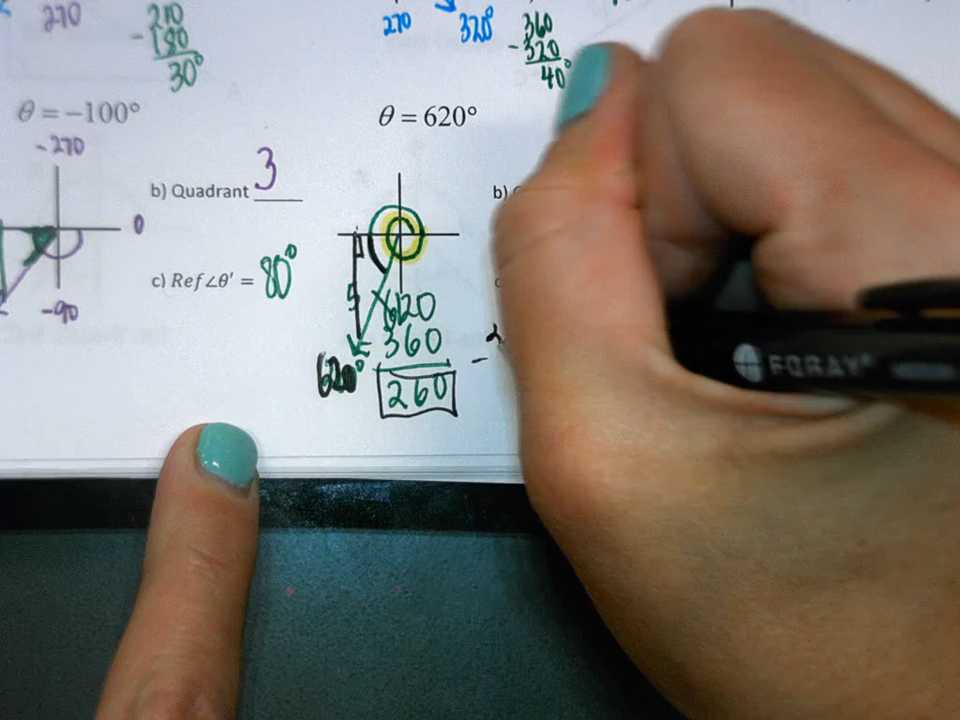 270
210
- 180
30°
270
320°
360
- 320
40°
θ = −100°
-270
0
-90
b) Quadrant 3
c) Ref∠θ' = 80°
θ = 620°
b)
620
360
260
620°
FORAY